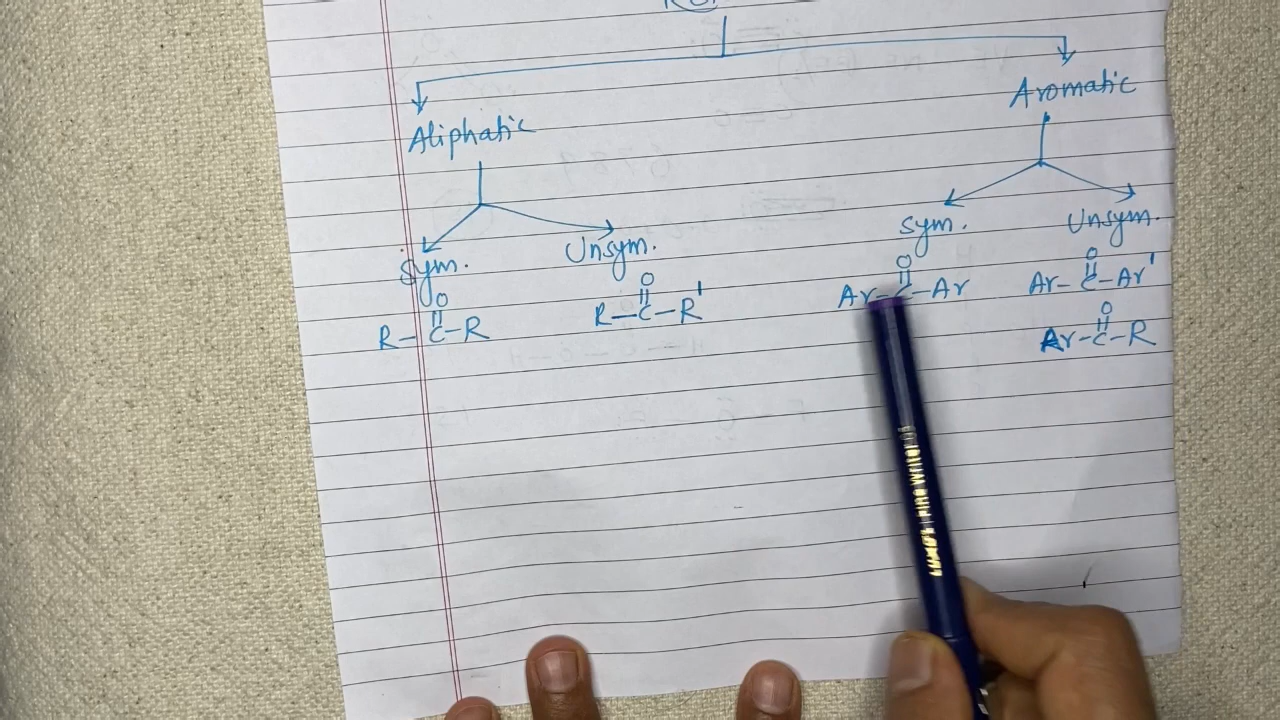 Aliphatic
Aromatic
Sym.
Unsym.
sym.
Unsym.
O
R-C-R
O
R-C-R'
O
Ar-C-Ar
O
Ar-C-Ar'
O
Ar-C-R